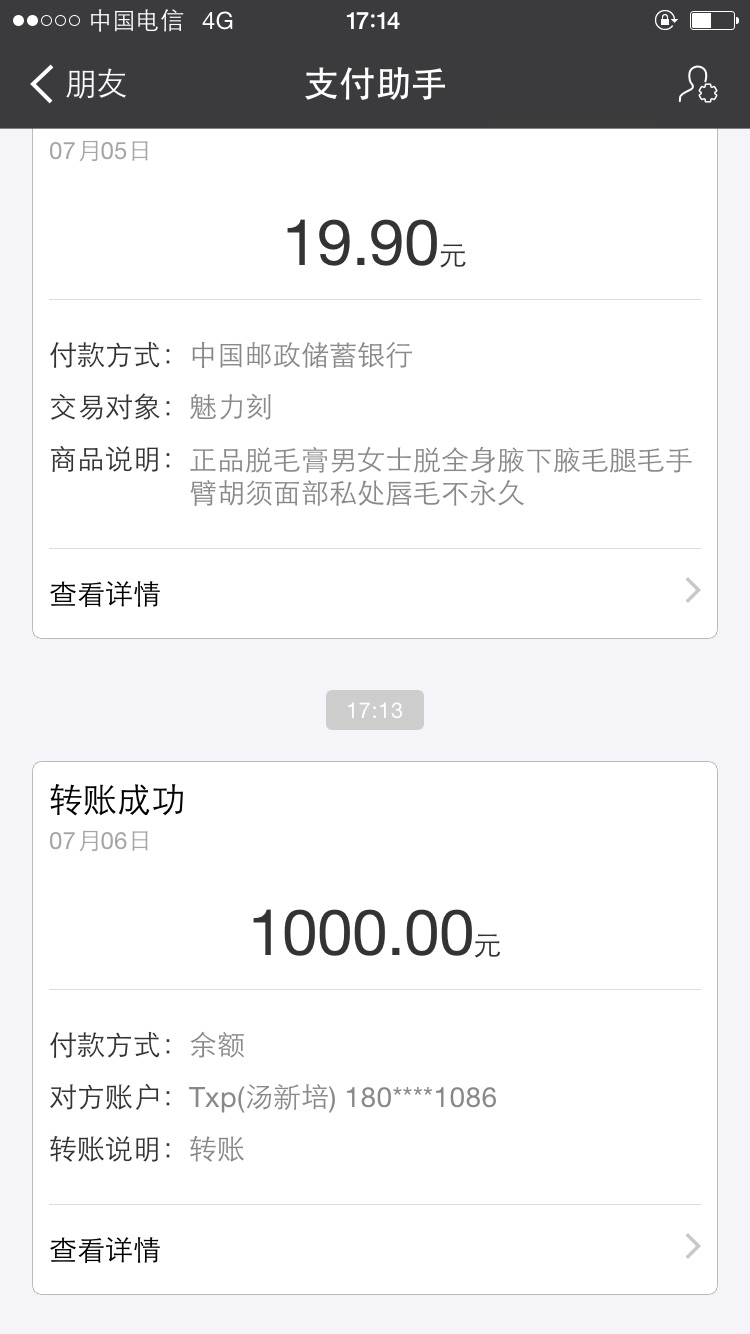 中国电信 4G 17:14
朋友 支付助手
07月05日
19.90元
付款方式：中国邮政储蓄银行
交易对象：魅力刻
商品说明：正品脱毛膏男女士脱全身腋下腋毛腿毛手
臂胡须面部私处唇毛不永久
查看详情
17:13
转账成功
07月06日
1000.00元
付款方式：余额
对方账户：Txp(汤新培) 180****1086
转账说明：转账
查看详情